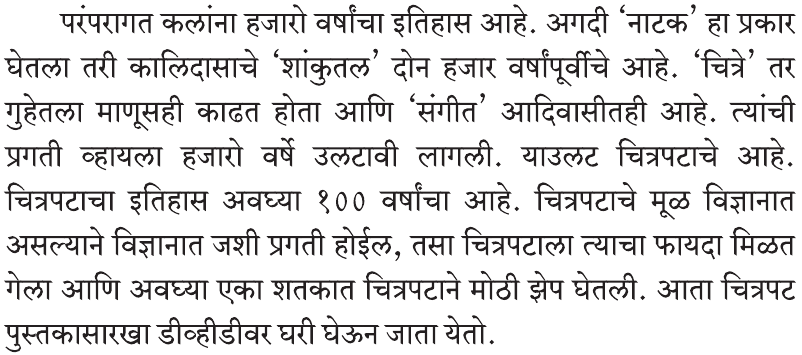 परंपरागत कलांना हजारो वर्षांचा इतिहास आहे. अगदी ‘नाटक’ हा प्रकार
घेतला तरी कालिदासाचे ‘शांकुतल’ दोन हजार वर्षांपूर्वीचे आहे. ‘चित्रे’ तर
गुहेतला माणूसही काढत होता आणि ‘संगीत’ आदिवासीतही आहे. त्यांची
प्रगती व्हायला हजारो वर्षे उलटावी लागली. याउलट चित्रपटाचे आहे.
चित्रपटाचा इतिहास अवघ्या १०० वर्षांचा आहे. चित्रपटाचे मूळ विज्ञानात
असल्याने विज्ञानात जशी प्रगती होईल, तसा चित्रपटाला त्याचा फायदा मिळत
गेला आणि अवघ्या एका शतकात चित्रपटाने मोठी झेप घेतली. आता चित्रपट
पुस्तकासारखा डीव्हीडीवर घरी घेऊन जाता येतो.